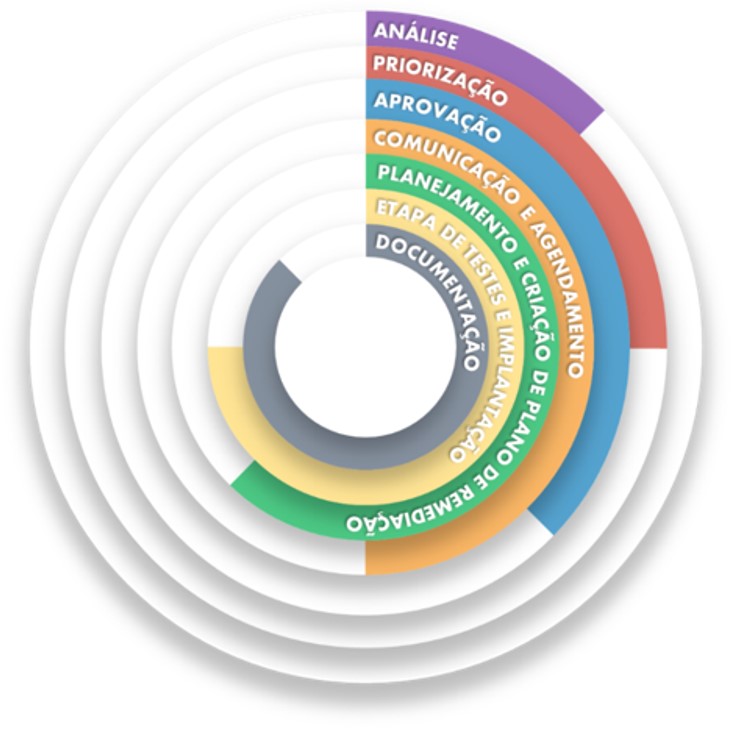 ANÁLISE
PRIORIZAÇÃO
APROVAÇÃO
COMUNICAÇÃO E AGENDAMENTO
PLANEJAMENTO E CRIAÇÃO DE PLANO DE REMEDIAÇÃO
ETAPA DE TESTES E IMPLANTAÇÃO
DOCUMENTAÇÃO